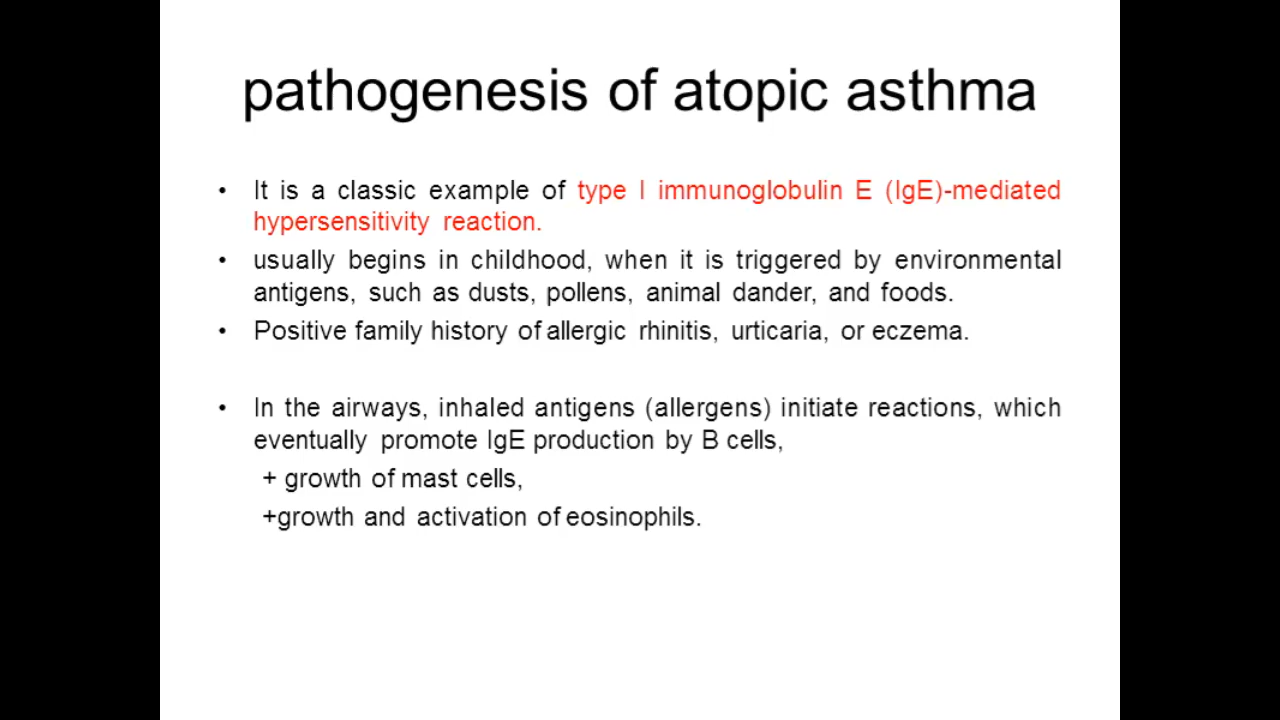 pathogenesis of atopic asthma
• It is a classic example of type I immunoglobulin E (IgE)-mediated
hypersensitivity reaction.
• usually begins in childhood, when it is triggered by environmental
antigens, such as dusts, pollens, animal dander, and foods.
• Positive family history of allergic rhinitis, urticaria, or eczema.
• In the airways, inhaled antigens (allergens) initiate reactions, which
eventually promote IgE production by B cells,
+ growth of mast cells,
+growth and activation of eosinophils.